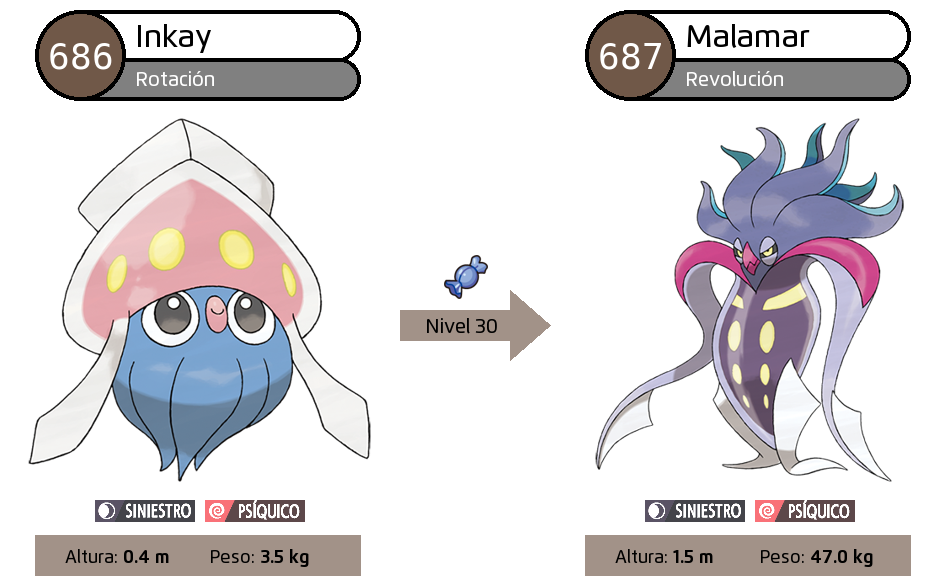 686 Inkay
Rotación
687 Malamar
Revolución
Nivel 30
SINIESTRO PSÍQUICO
SINIESTRO PSÍQUICO
Altura: 0.4 m Peso: 3.5 kg
Altura: 1.5 m Peso: 47.0 kg